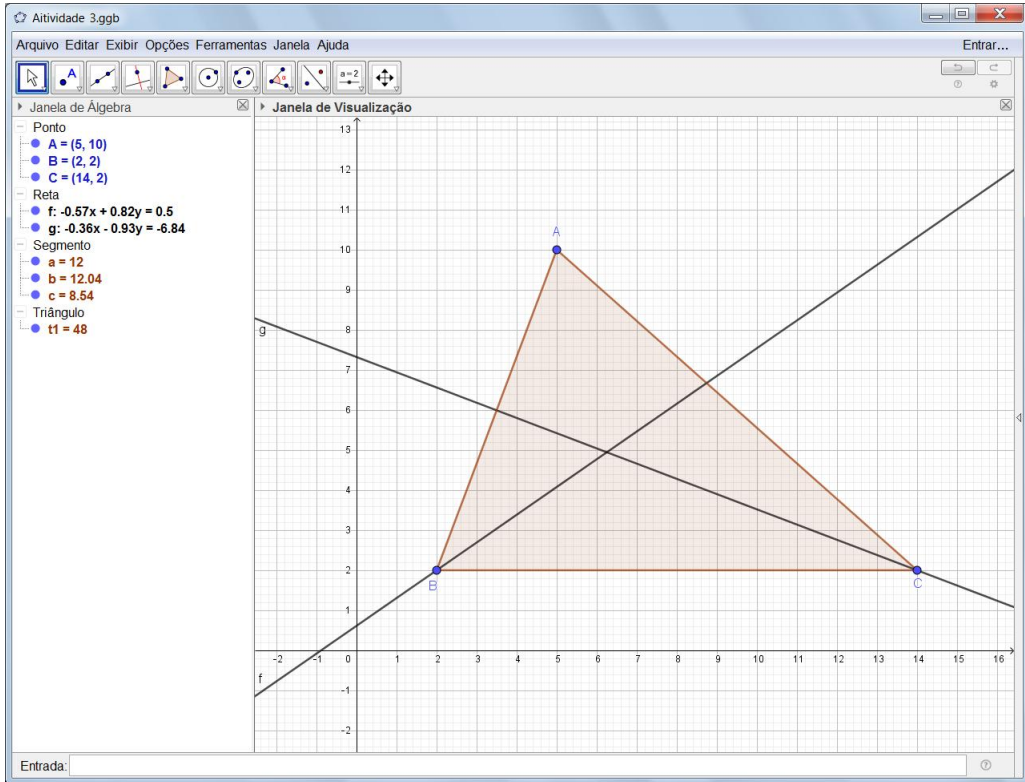 Aitividade 3.ggb
Arquivo Editar Exibir Opções Ferramentas Janela Ajuda
Entrar...
A
a=2
Janela de Álgebra
Janela de Visualização
Ponto
A = (5, 10)
B = (2, 2)
C = (14, 2)
Reta
f: -0.57x + 0.82y = 0.5
g: -0.36x - 0.93y = -6.84
Segmento
a = 12
b = 12.04
c = 8.54
Triângulo
t1 = 48
13
12
11
A
10
9
8
g
7
6
5
4
3
2
B
C
1
-2 -1 0 1 2 3 4 5 6 7 8 9 10 11 12 13 14 15 16
f
-1
-2
Entrada: